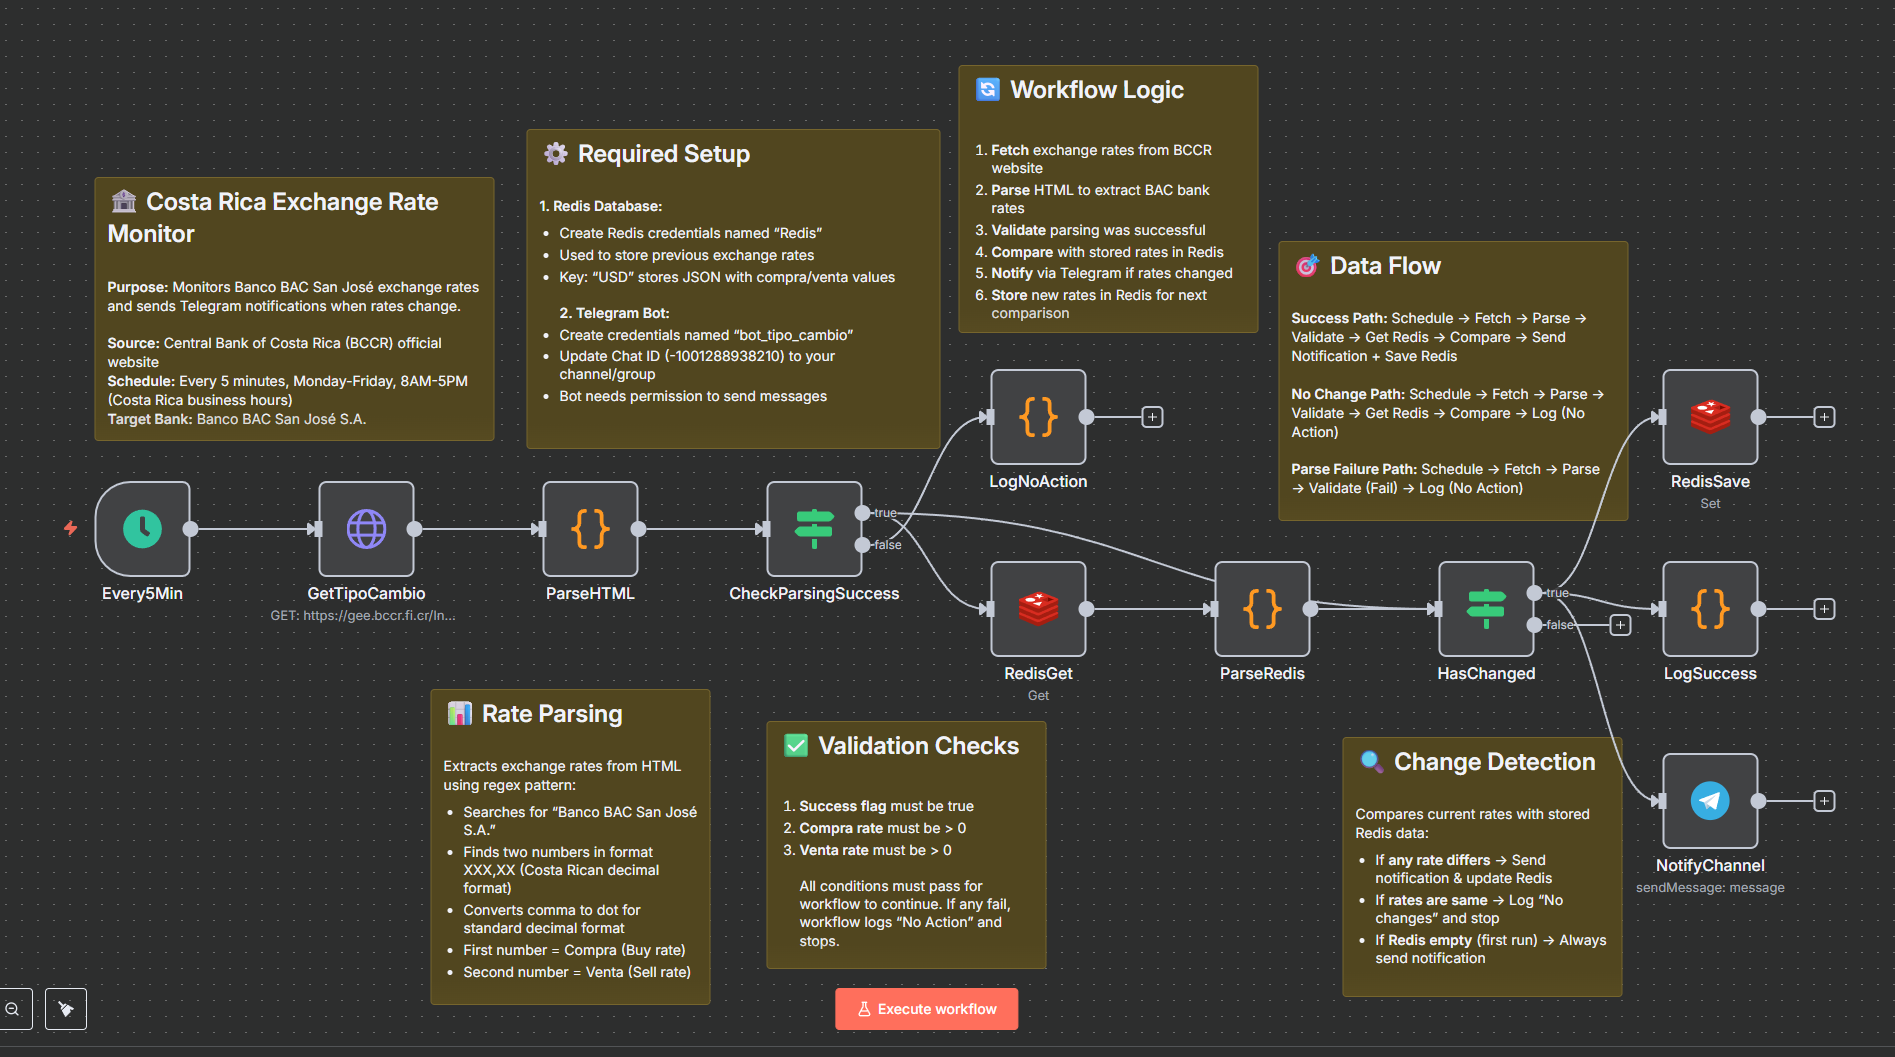 Costa Rica Exchange Rate
Monitor
Purpose: Monitors Banco BAC San José exchange rates
and sends Telegram notifications when rates change.
Source: Central Bank of Costa Rica (BCCR) official
website
Schedule: Every 5 minutes, Monday-Friday, 8AM-5PM
(Costa Rica business hours)
Target Bank: Banco BAC San José S.A.
Required Setup
1. Redis Database:
• Create Redis credentials named “Redis”
• Used to store previous exchange rates
• Key: “USD” stores JSON with compra/venta values
2. Telegram Bot:
• Create credentials named “bot_tipo_cambio”
• Update Chat ID (-1001288938210) to your
channel/group
• Bot needs permission to send messages
Workflow Logic
1. Fetch exchange rates from BCCR
website
2. Parse HTML to extract BAC bank
rates
3. Validate parsing was successful
4. Compare with stored rates in Redis
5. Notify via Telegram if rates changed
6. Store new rates in Redis for next
comparison
Data Flow
Success Path: Schedule → Fetch → Parse →
Validate → Get Redis → Compare → Send
Notification + Save Redis
No Change Path: Schedule → Fetch → Parse →
Validate → Get Redis → Compare → Log (No
Action)
Parse Failure Path: Schedule → Fetch → Parse
→ Validate (Fail) → Log (No Action)
Every5Min
GetTipoCambio
GET: https://gee.bccr.fi.cr/In...
ParseHTML
CheckParsingSuccess
true
false
LogNoAction
RedisGet
Get
ParseRedis
HasChanged
true
false
RedisSave
Set
LogSuccess
NotifyChannel
sendMessage: message
Rate Parsing
Extracts exchange rates from HTML
using regex pattern:
• Searches for “Banco BAC San José
S.A.”
• Finds two numbers in format
XXX,XX (Costa Rican decimal
format)
• Converts comma to dot for
standard decimal format
• First number = Compra (Buy rate)
• Second number = Venta (Sell rate)
Validation Checks
1. Success flag must be true
2. Compra rate must be > 0
3. Venta rate must be > 0
All conditions must pass for
workflow to continue. If any fail,
workflow logs “No Action” and
stops.
Change Detection
Compares current rates with stored
Redis data:
• If any rate differs → Send
notification & update Redis
• If rates are same → Log “No
changes” and stop
• If Redis empty (first run) → Always
send notification
Execute workflow